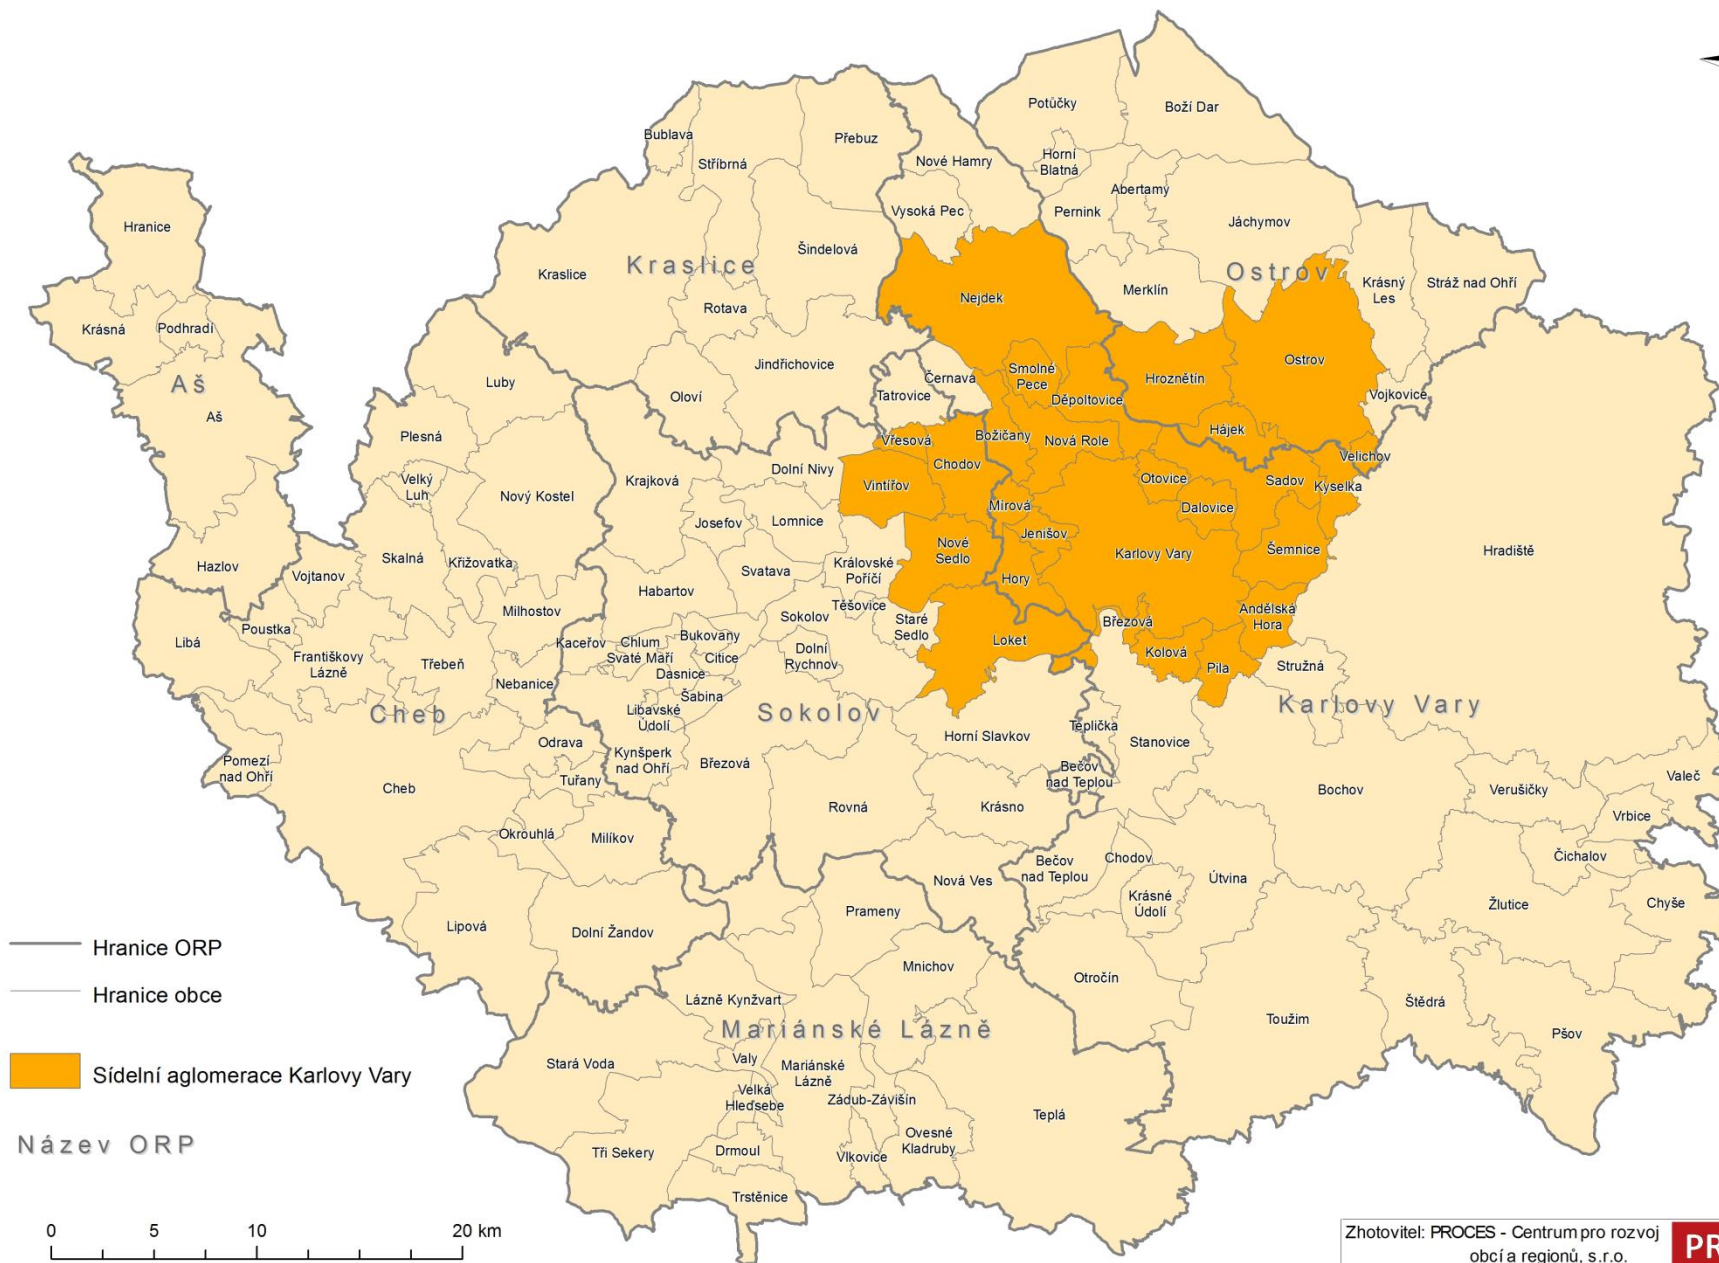 Potůčky
Boží Dar
Bublava
Stříbrná
Přebuz
Nové Hamry
Horní
Blatná
Abertamy
Hranice
Vysoká Pec
Pernink
Jáchymov
Kraslice
Kraslice
Šindelová
Ostrov
Krásný
Les
Stráž nad Ohří
Merklín
Nejdek
Rotava
Krásná
Podhradí
Aš
Aš
Luby
Oloví
Jindřichovice
Tatrovice
Černavá
Smolné
Pece
Děpoltovice
Hroznětín
Ostrov
Vojkovice
Plesná
Velký
Luh
Nový Kostel
Krajková
Dolní Nivy
Vřesová
Chodov
Božičany
Nová Role
Hájek
Velichov
Vintířov
Otovice
Sadov
Kyselka
Mírová
Dalovice
Josefov
Lomnice
Skalná
Křižovatka
Hazlov
Vojtanov
Nové
Sedlo
Jenišov
Karlovy Vary
Šemnice
Hradiště
Svatava
Královské
Poříčí
Habartov
Hory
Milhostov
Libá
Poustka
Sokolov
Těšovice
Staré
Sedlo
Loket
Březová
Andělská
Hora
Kaceřov
Chlum
Svaté Maří
Bukovany
Citice
Dolní
Rychnov
Františkovy
Lázně
Třebeň
Nebanice
Dasnice
Šabina
Kolová
Pila
Stružná
Cheb
Libavské
Údolí
Sokolov
Karlovy Vary
Horní Slavkov
Teplička
Stanovice
Odrava
Kynšperk
nad Ohří
Březová
Pomezí
nad Ohří
Cheb
Tuřany
Bečov
nad Teplou
Bochov
Verušičky
Valeč
Vrbice
Rovná
Krásno
Okrouhlá
Milíkov
Bečov
nad Teplou
Chodov
Čichalov
Nová Ves
Krásné
Údolí
Útvina
Žlutice
Chyše
Lipová
Dolní Žandov
Prameny
Mnichov
Otročín
Lázně Kynžvart
Mariánské Lázně
Toužim
Štědrá
Pšov
Stará Voda
Valy
Mariánské
Lázně
Velká
Hleďsebe
Zádub-Závišín
Teplá
Tři Sekery
Drmoul
Vlkovice
Ovesné
Kladruby
Trstěnice
Hranice ORP
Hranice obce
Sídelní aglomerace Karlovy Vary
Název ORP
0 5 10 20 km
Zhotovitel: PROCES - Centrum pro rozvoj
obcí a regionů, s.r.o.
PR